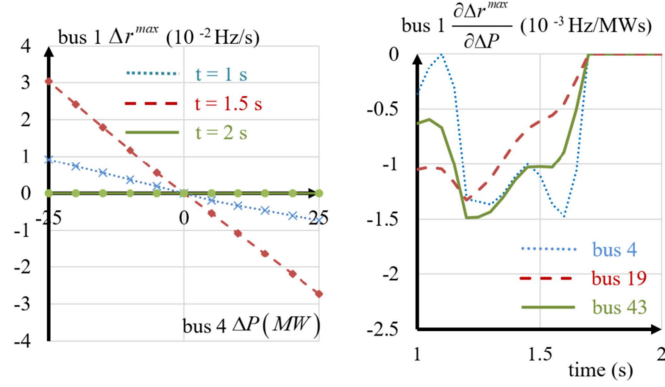 bus 1 Δr^max (10^-2 Hz/s)
4
3
2
1
0
-1
-2
-3
-4
t = 1 s
t = 1.5 s
t = 2 s
-25
0
25
bus 4 ΔP(MW)
bus 1 ∂Δr^max/∂ΔP (10^-3 Hz/MWs)
0
-0.5
-1
-1.5
-2
-2.5
bus 4
bus 19
bus 43
1
1.5
2
time (s)